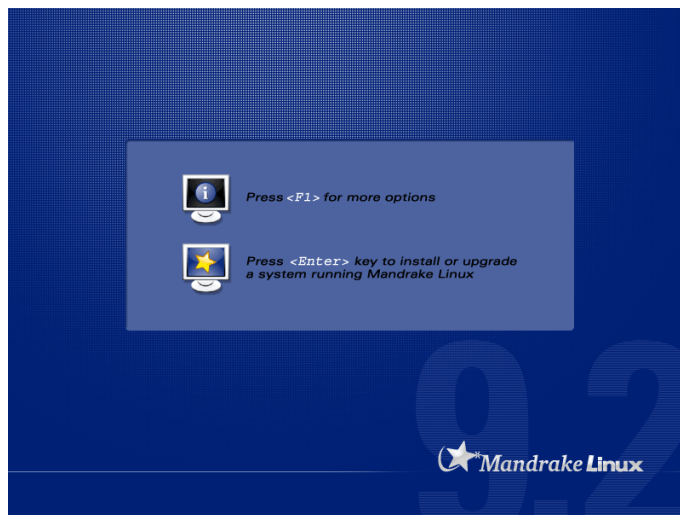 Press <F1> for more options
Press <Enter> key to install or upgrade
a system running Mandrake Linux
9.2
Mandrake Linux